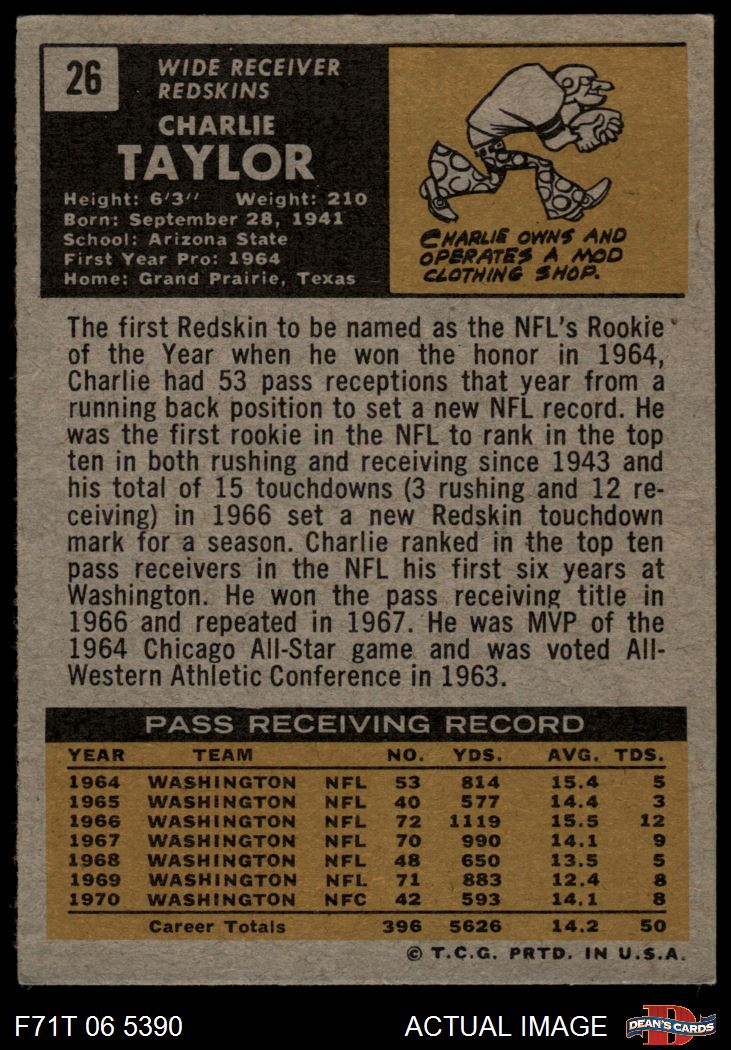 26
WIDE RECEIVER
REDSKINS
CHARLIE
TAYLOR
Height: 6'3'' Weight: 210
Born: September 28, 1941
School: Arizona State
First Year Pro: 1964
Home: Grand Prairie, Texas
CHARLIE OWNS AND
OPERATES A MOD
CLOTHING SHOP.
The first Redskin to be named as the NFL's Rookie
of the Year when he won the honor in 1964,
Charlie had 53 pass receptions that year from a
running back position to set a new NFL record. He
was the first rookie in the NFL to rank in the top
ten in both rushing and receiving since 1943 and
his total of 15 touchdowns (3 rushing and 12 re-
ceiving) in 1966 set a new Redskin touchdown
mark for a season. Charlie ranked in the top ten
pass receivers in the NFL his first six years at
Washington. He won the pass receiving title in
1966 and repeated in 1967. He was MVP of the
1964 Chicago All-Star game and was voted All-
Western Athletic Conference in 1963.
PASS RECEIVING RECORD
YEAR TEAM NO. YDS. AVG. TDS.
1964 WASHINGTON NFL 53 814 15.4 5
1965 WASHINGTON NFL 40 577 14.4 3
1966 WASHINGTON NFL 72 1119 15.5 12
1967 WASHINGTON NFL 70 990 14.1 9
1968 WASHINGTON NFL 48 650 13.5 5
1969 WASHINGTON NFL 71 883 12.4 8
1970 WASHINGTON NFC 42 593 14.1 8
Career Totals 396 5626 14.2 50
© T.C.G. PRTD. IN U.S.A.
F71T 06 5390 ACTUAL IMAGE D DEAN'S CARDS